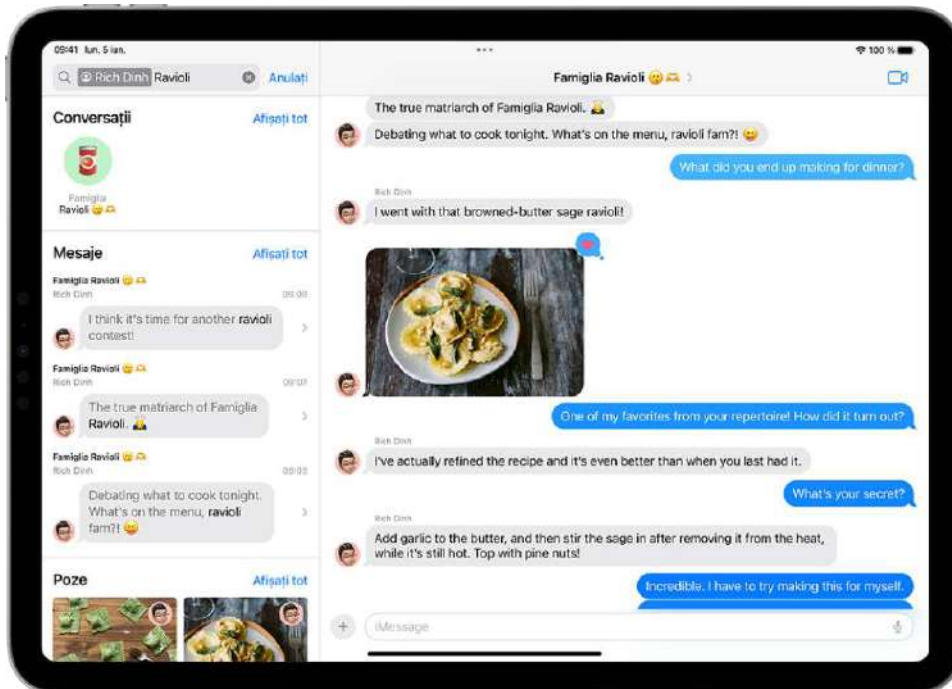 09:41 lun. 5 ian.
100 %
Rich Dinh Ravioli
Anulați
Conversații
Afișați tot
Famiglia
Ravioli
Mesaje
Afișați tot
Famiglia Ravioli
Rich Dinh
I think it's time for another ravioli
contest!
Famiglia Ravioli
Rich Dinh
The true matriarch of Famiglia
Ravioli.
Famiglia Ravioli
Rich Dinh
Debating what to cook tonight.
What's on the menu, ravioli
fam?!
Poze
Afișați tot
Famiglia Ravioli
The true matriarch of Famiglia Ravioli.
Debating what to cook tonight. What's on the menu, ravioli fam?!
What did you end up making for dinner?
Rich Dinh
I went with that browned-butter sage ravioli!
One of my favorites from your repertoire! How did it turn out?
Rich Dinh
I've actually refined the recipe and it's even better than when you last had it.
What's your secret?
Rich Dinh
Add garlic to the butter, and then stir the sage in after removing it from the heat,
while it's still hot. Top with pine nuts!
Incredible. I have to try making this for myself.
iMessage